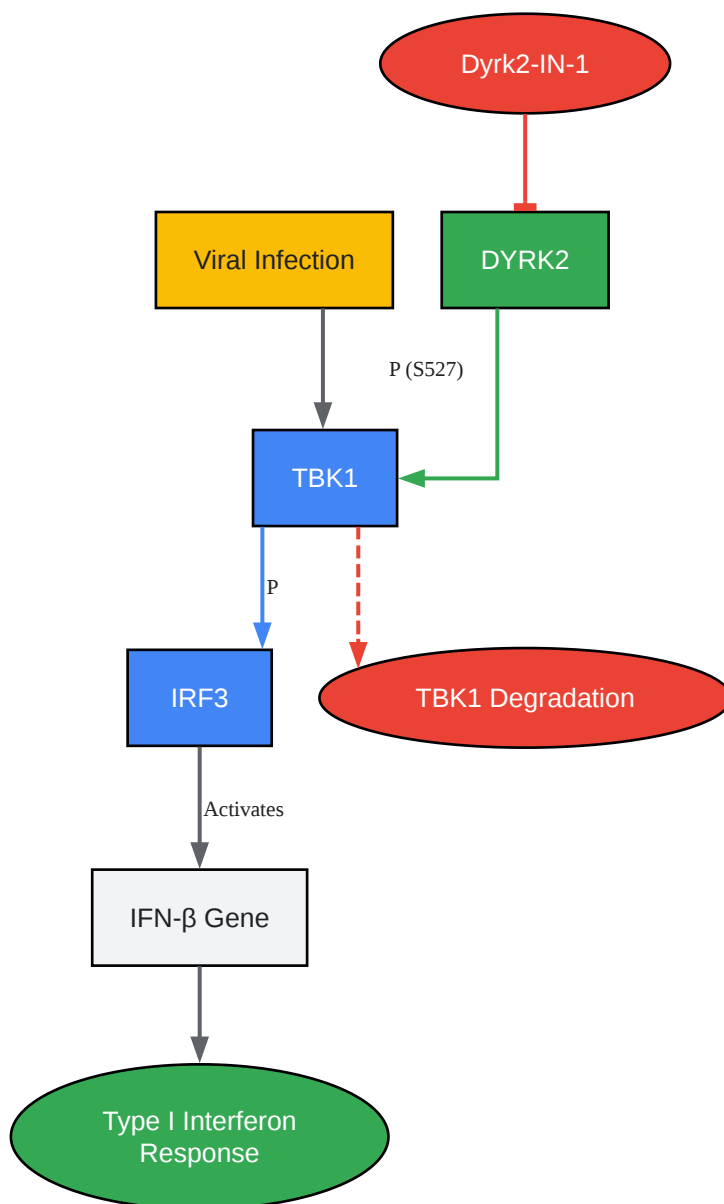 Dyrk2-IN-1
Viral Infection
DYRK2
P (S527)
TBK1
P
IRF3
TBK1 Degradation
Activates
IFN-β Gene
Type I Interferon
Response